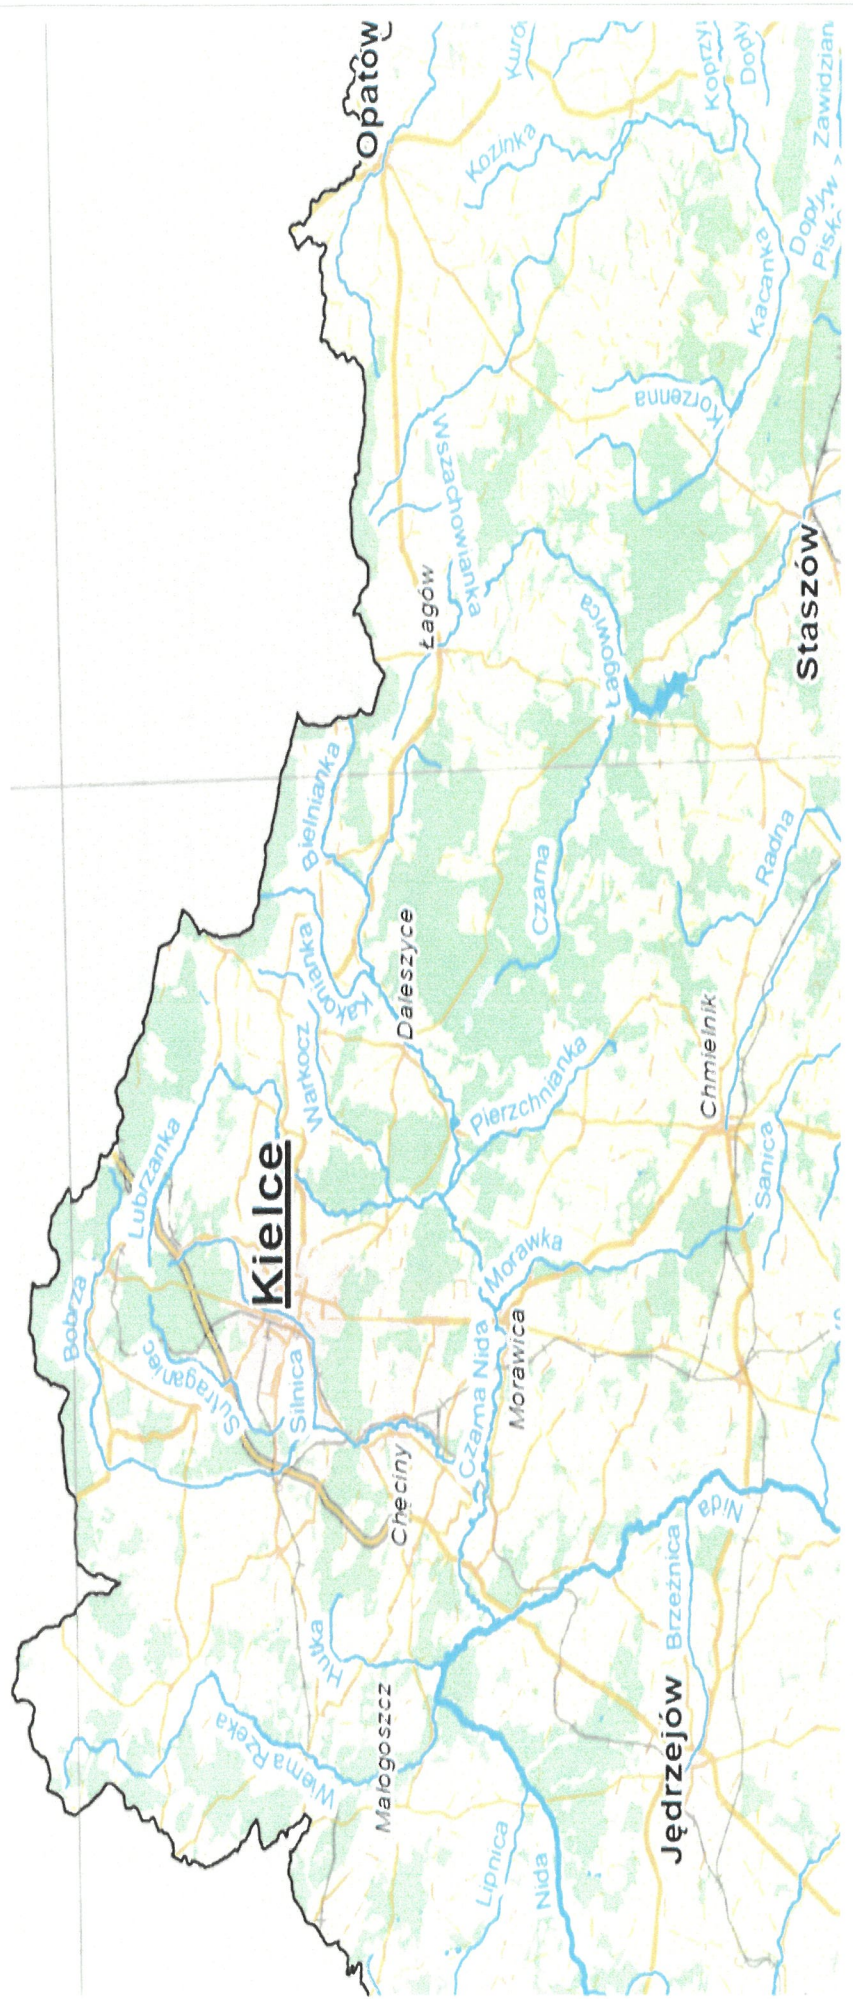 Opatów
Kozinka
Kacanka
Korzenna
Wszachowianka
Łagów
Łagowica
Staszów
Bielnianka
Czarna
Radna
Daleszyce
Kakonianka
Warkocz
Pierzchnianka
Chmielnik
Sanica
Lubrzanka
Kielce
Morawka
Morawica
Bobrza
Sufraganiec
Silnica
Czarna Nida
Chęciny
Nida
Brzeźnica
Hutka
Wierna Rzeka
Małogoszcz
Jędrzejów
Lipnica
Nida